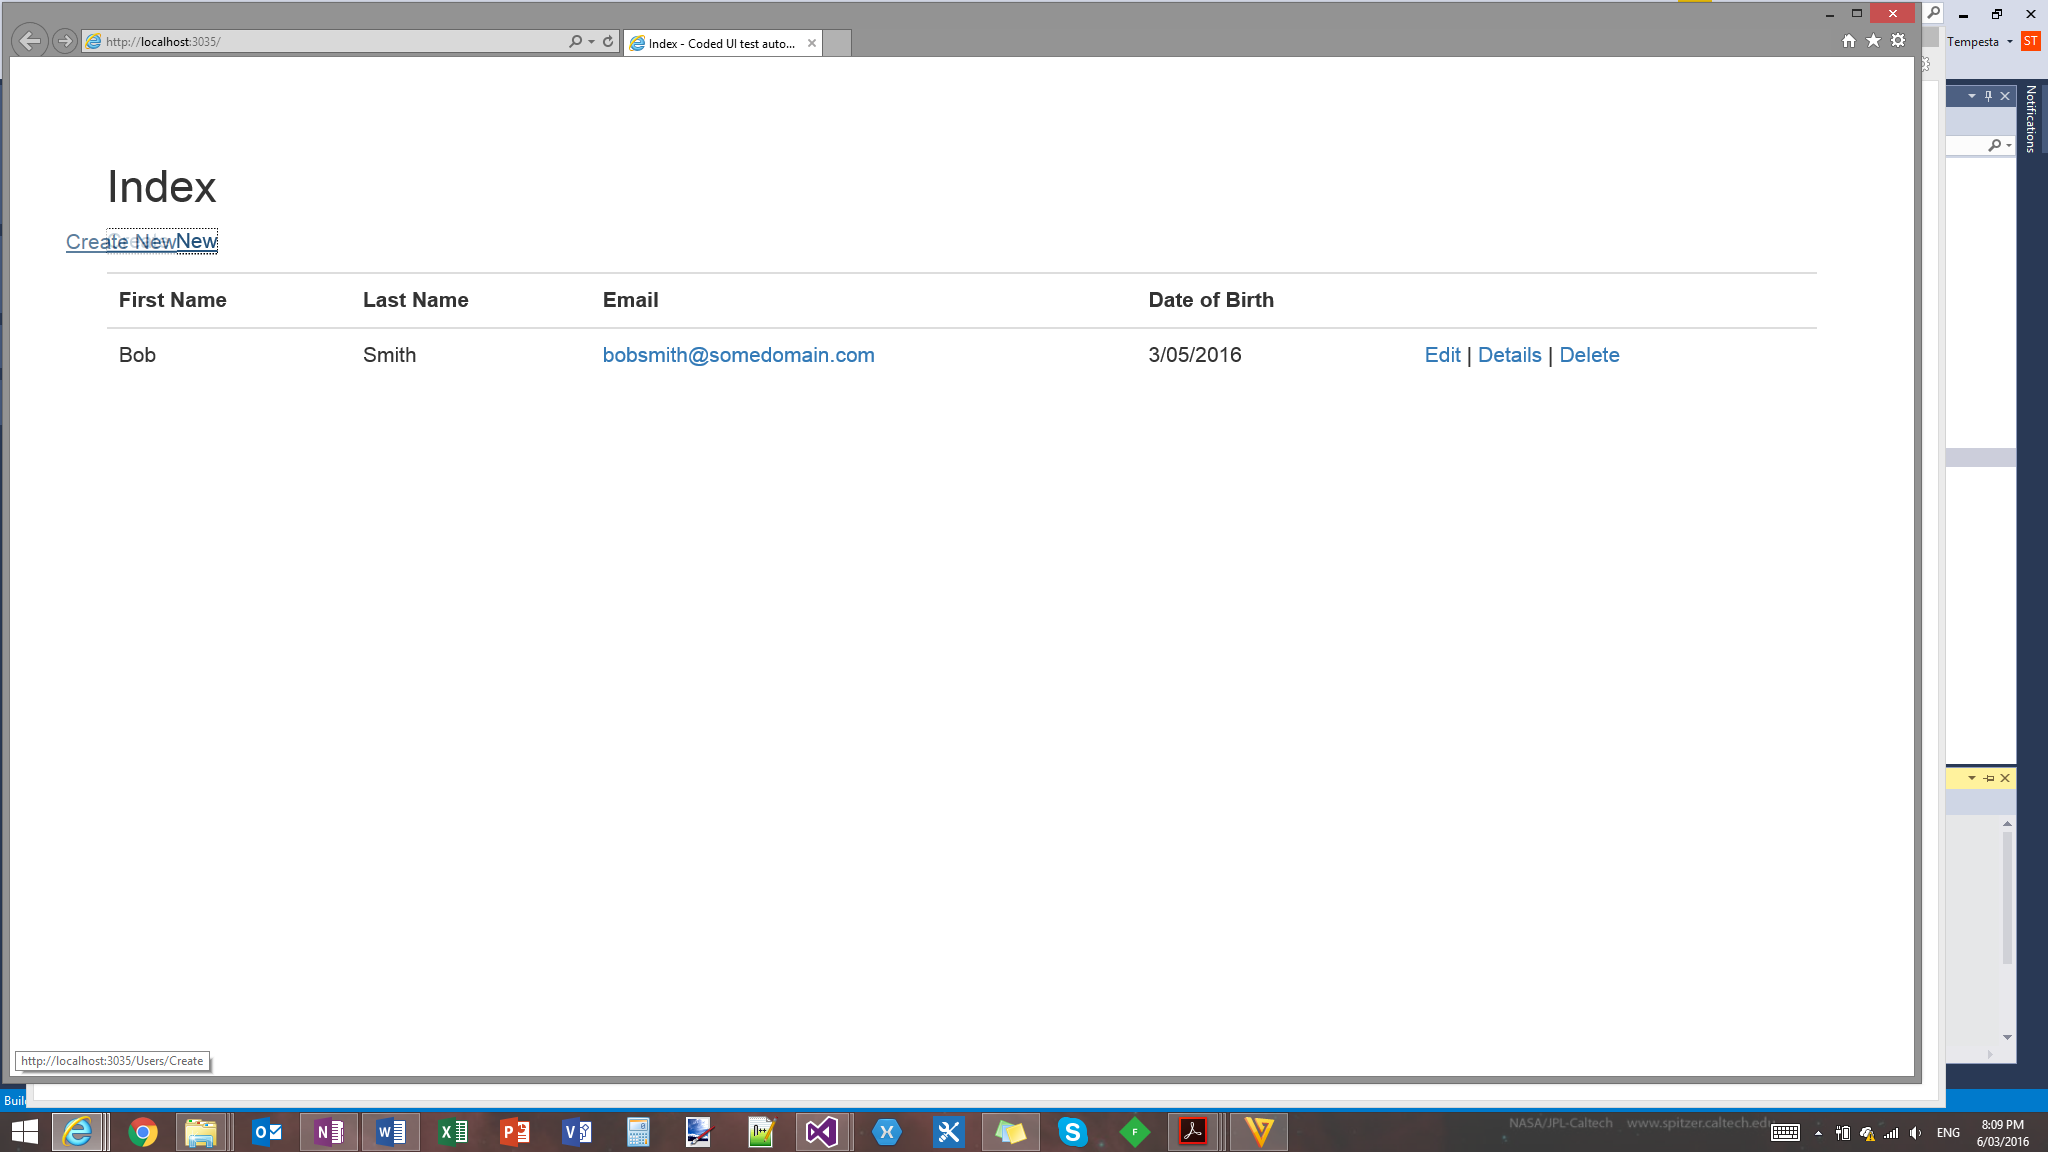 http://localhost:3035/
Index - Coded UI test auto...
Tempesta
ST
Notifications
Index
Create New New
First Name Last Name Email Date of Birth
Bob Smith bobsmith@somedomain.com 3/05/2016 Edit | Details | Delete
http://localhost:3035/Users/Create
Buil
NASA/JPL-Caltech www.spitzer.caltech.ed
ENG
8:09 PM
6/03/2016